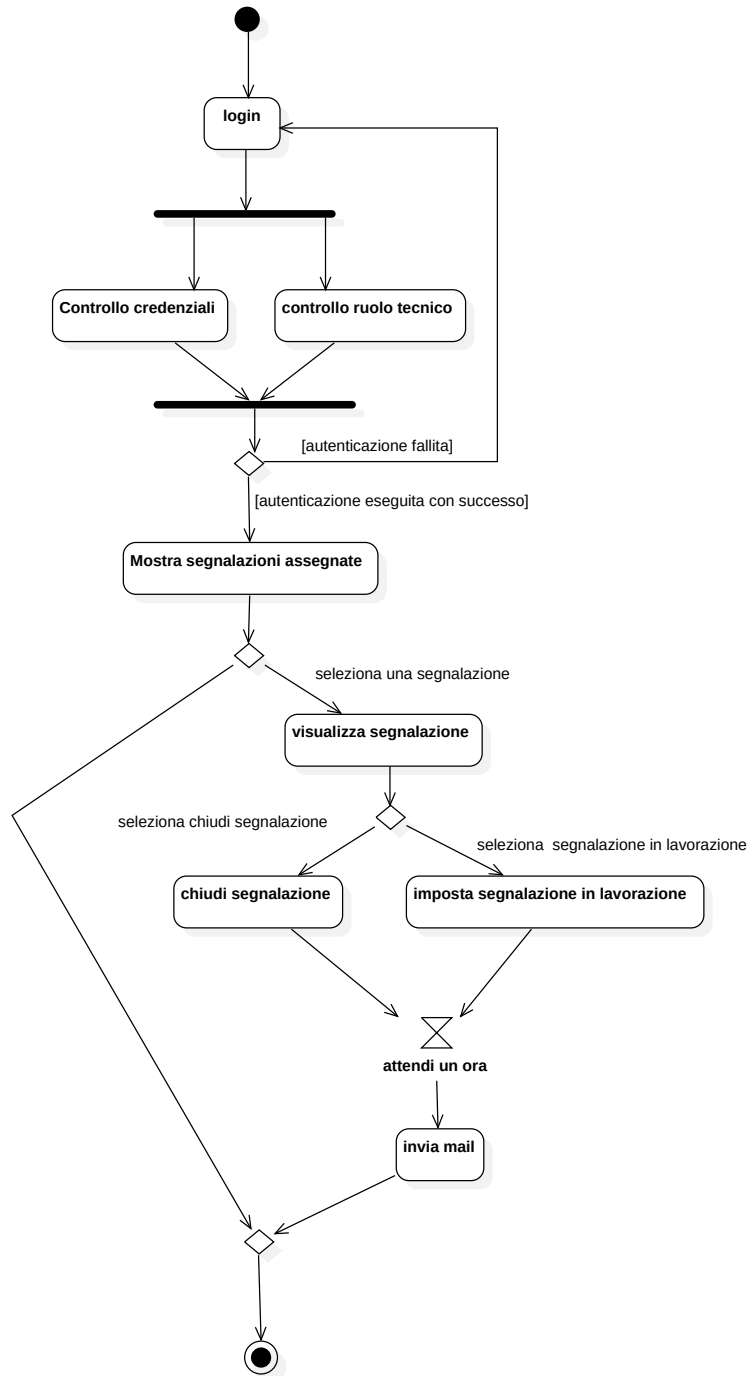 login
Controllo credenziali
controllo ruolo tecnico
[autenticazione fallita]
[autenticazione eseguita con successo]
Mostra segnalazioni assegnate
seleziona una segnalazione
visualizza segnalazione
seleziona chiudi segnalazione
seleziona  segnalazione in lavorazione
chiudi segnalazione
imposta segnalazione in lavorazione
attendi un ora
invia mail